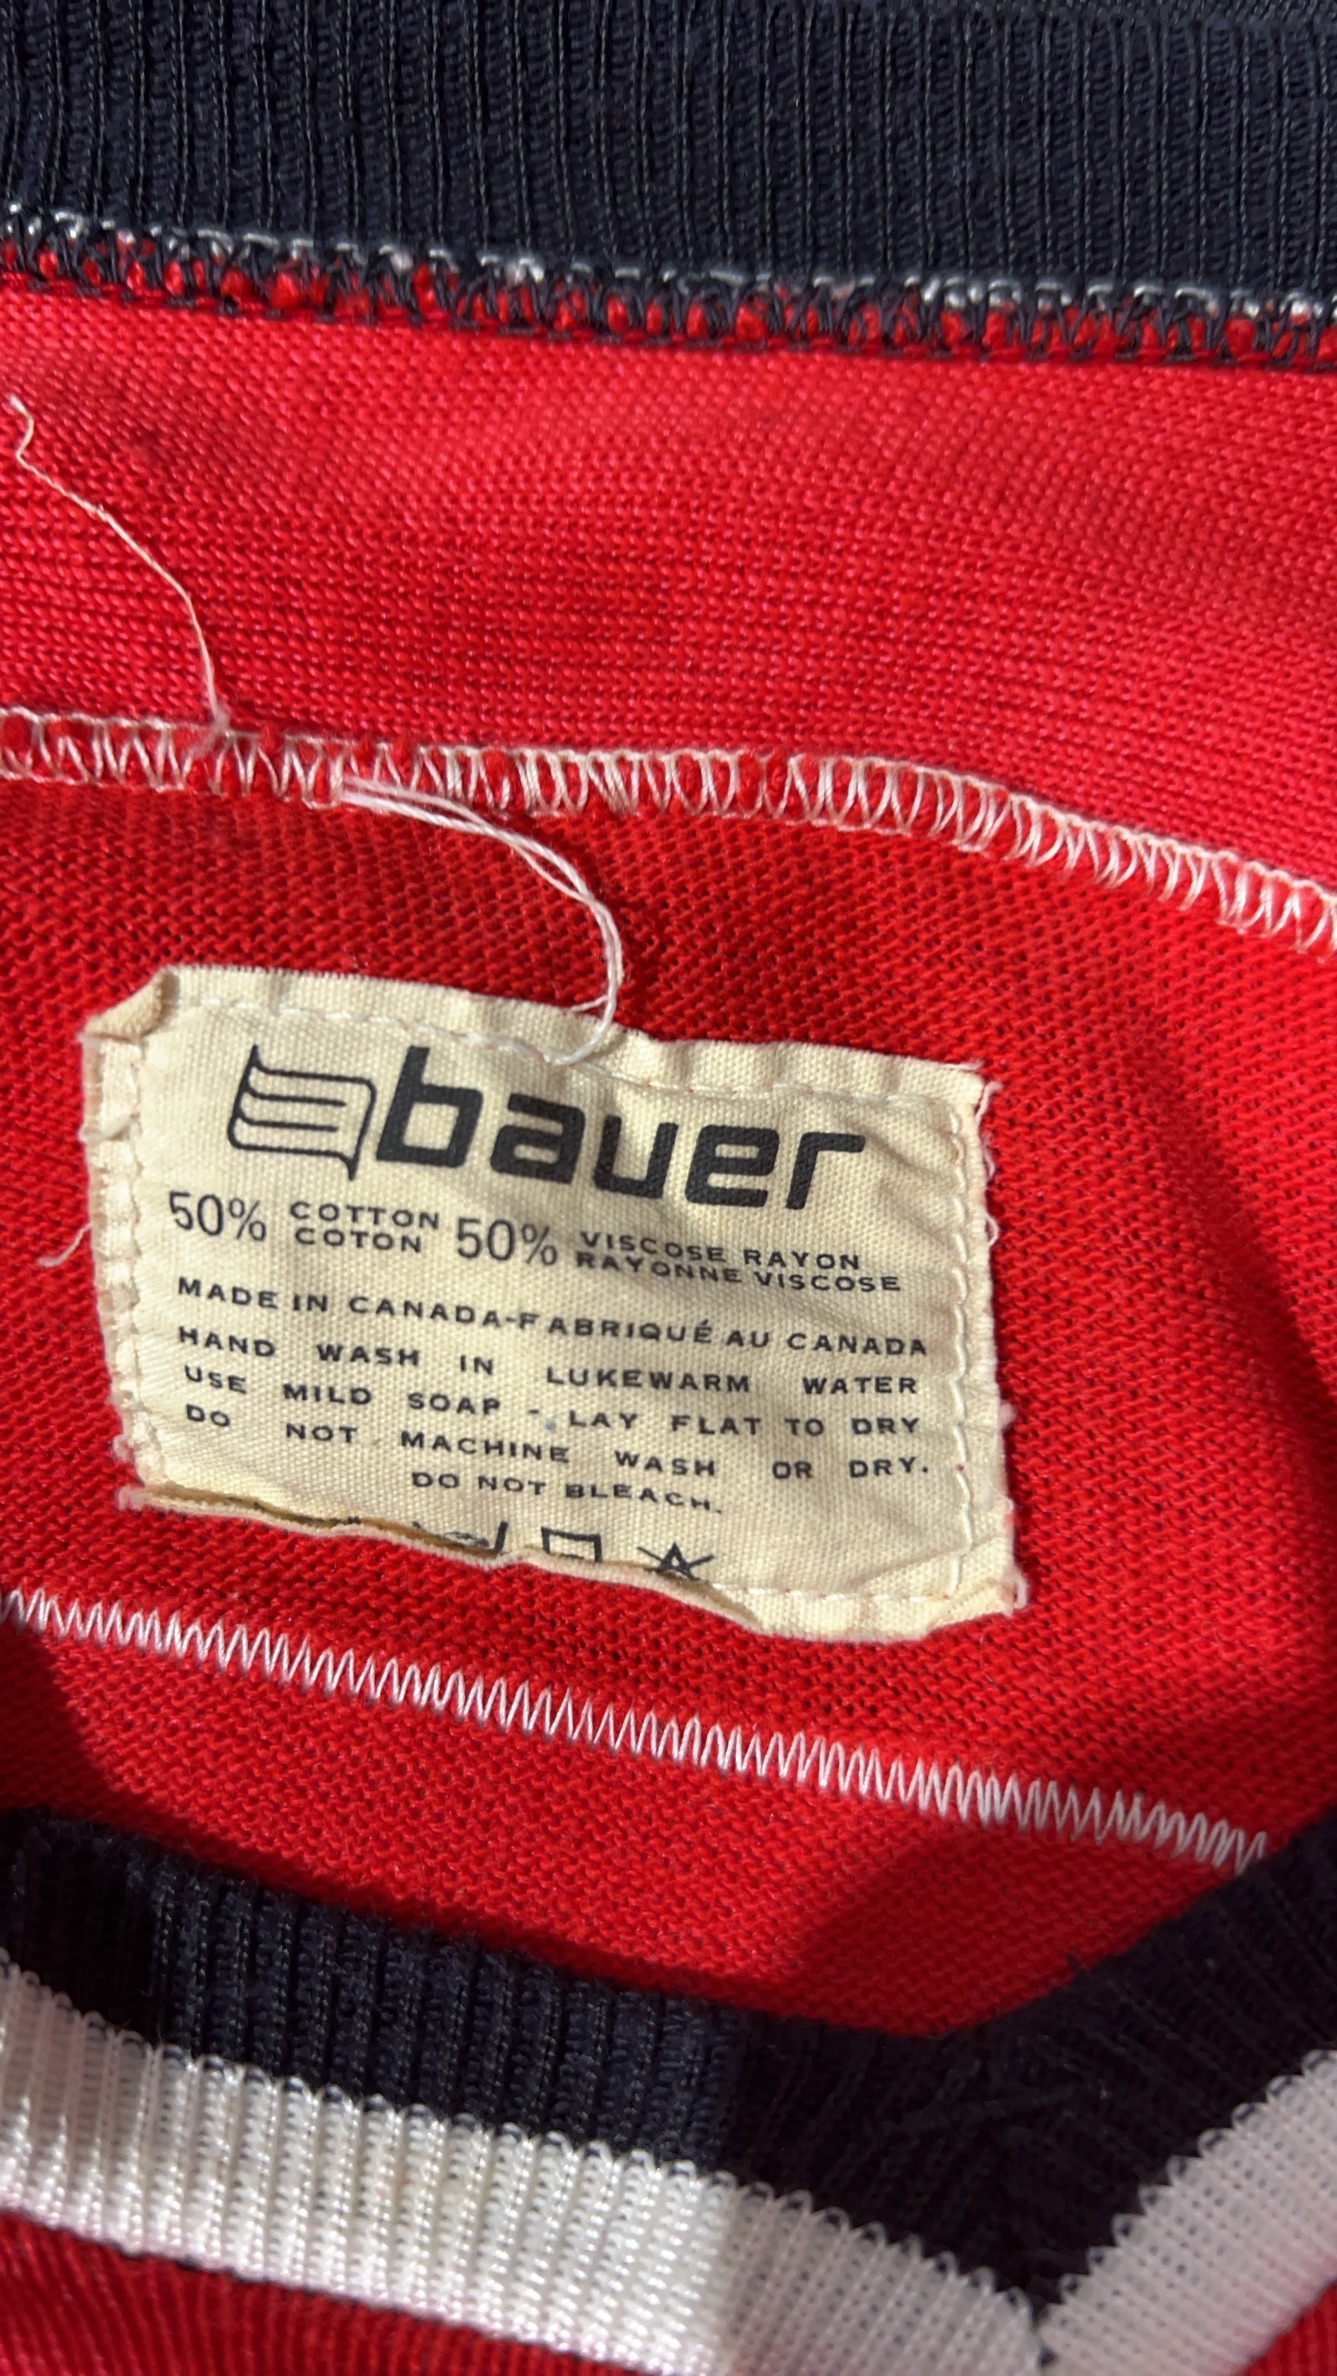 bauer
50% COTTON 50% VISCOSE RAYON
COTON RAYONNE VISCOSE
MADE IN CANADA-FABRIQUÉ AU CANADA
HAND WASH IN LUKEWARM WATER
USE MILD SOAP - LAY FLAT TO DRY
DO NOT MACHINE WASH OR DRY.
DO NOT BLEACH.